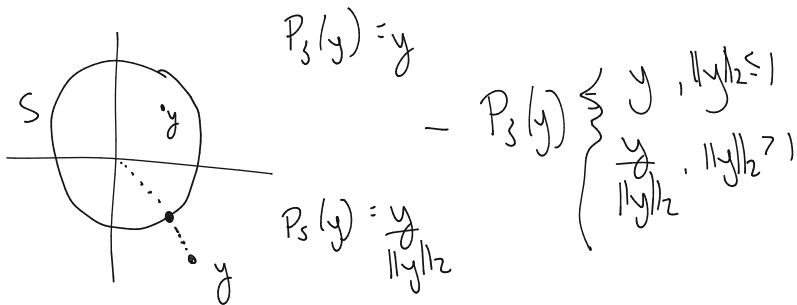 P_S(y) = y
S
y
P_S(y) { y , ||y||_2 ≤ 1
y/||y||_2 , ||y||_2 > 1
P_S(y) = y/||y||_2
y